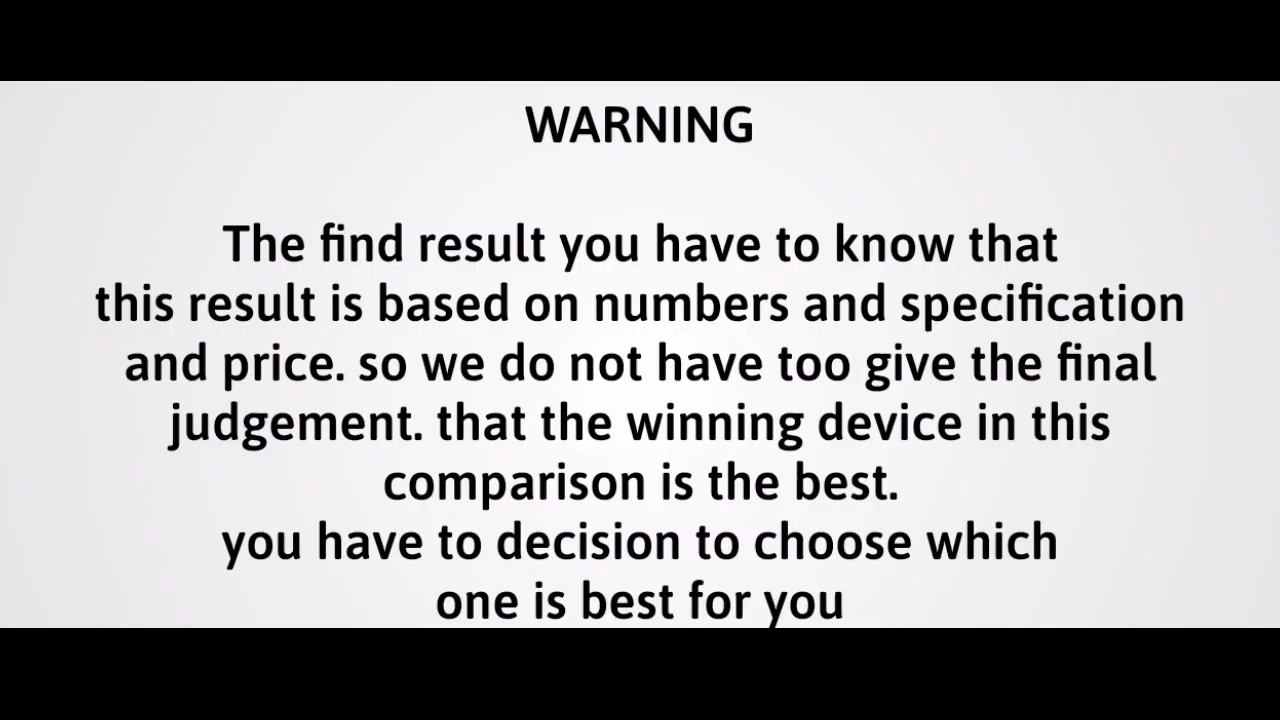 WARNING
The find result you have to know that
this result is based on numbers and specification
and price. so we do not have too give the final
judgement. that the winning device in this
comparison is the best.
you have to decision to choose which
one is best for you